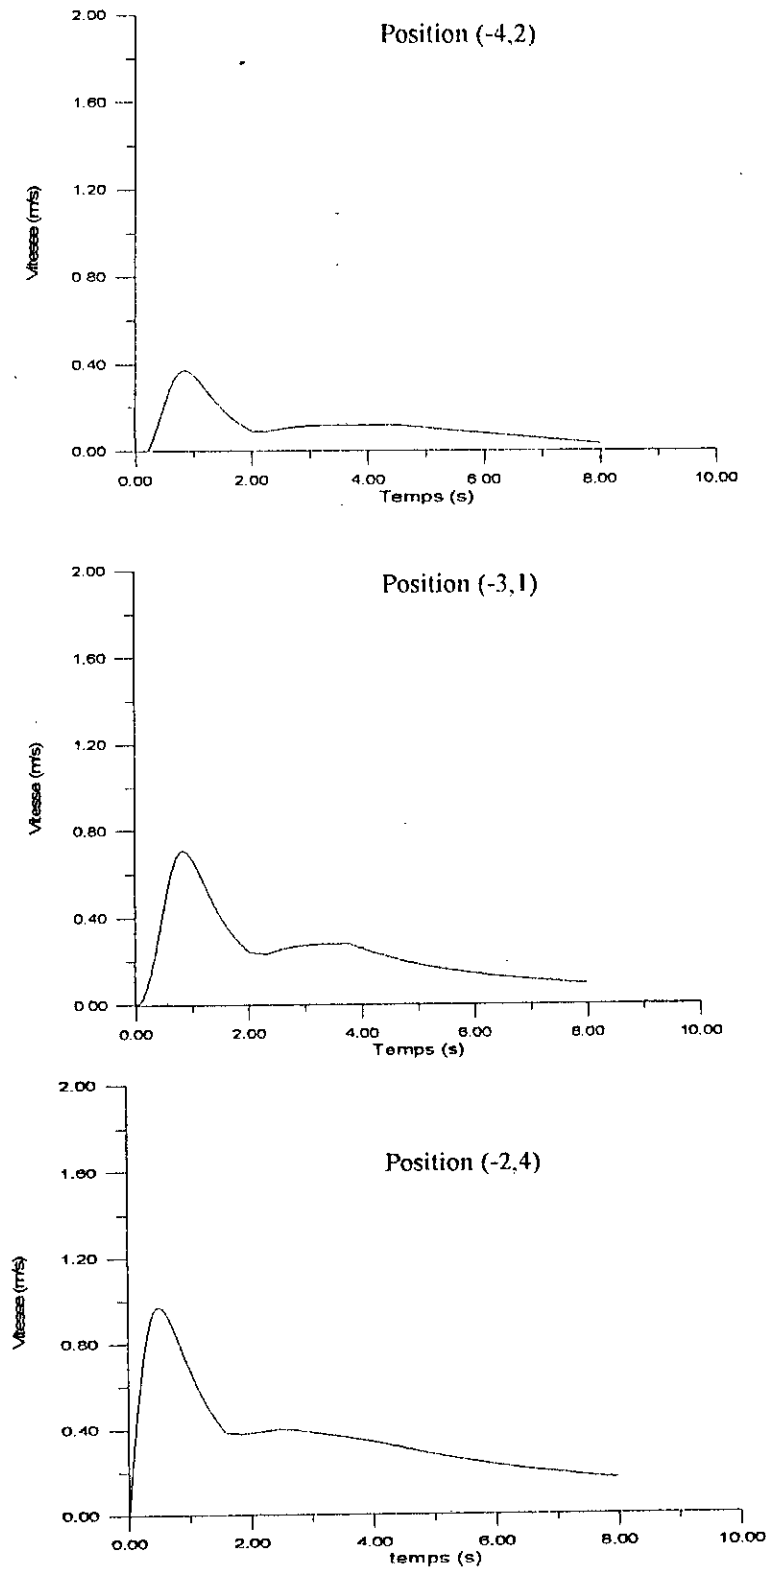 Position (-4,2)
2.00
1.60
1.20
0.80
0.40
0.00
Vitesse (m/s)
0.00 2.00 4.00 6.00 8.00 10.00
Temps (s)
Position (-3,1)
2.00
1.60
1.20
0.80
0.40
0.00
Vitesse (m/s)
0.00 2.00 4.00 6.00 8.00 10.00
Temps (s)
Position (-2,4)
2.00
1.60
1.20
0.80
0.40
0.00
Vitesse (m/s)
0.00 2.00 4.00 6.00 8.00 10.00
temps (s)